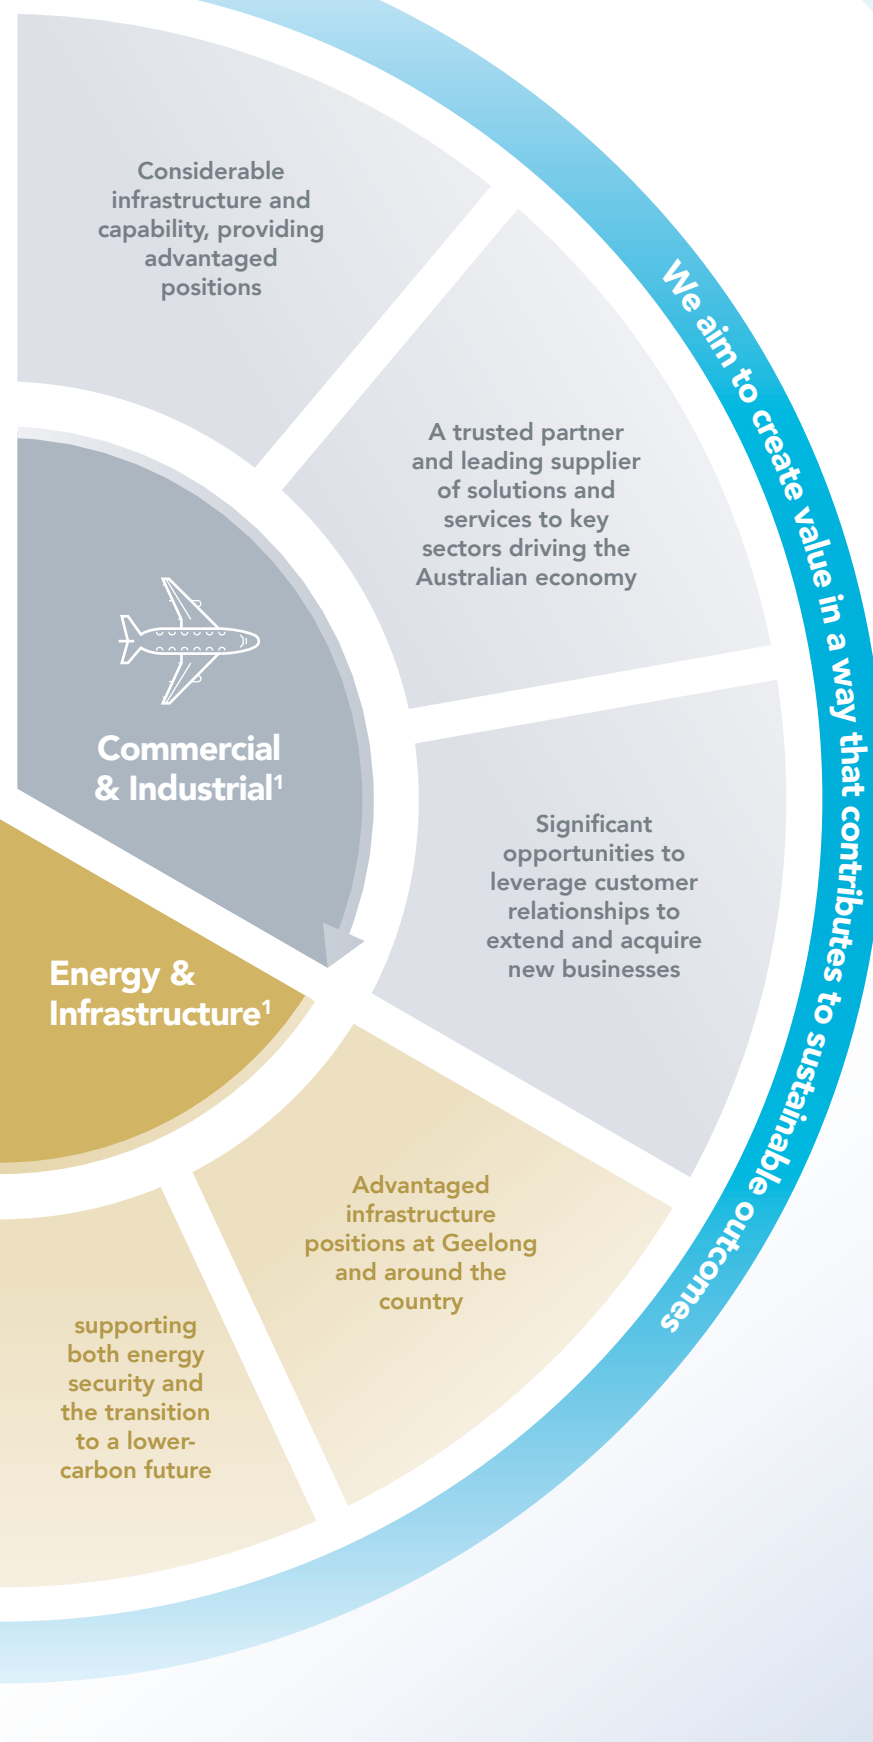 Considerable
infrastructure and
capability, providing
advantaged
positions
A trusted partner
and leading supplier
of solutions and
services to key
sectors driving the
Australian economy
We aim to create value in a way that contributes to sustainable outcomes
Commercial
& Industrial¹
Significant
opportunities to
leverage customer
relationships to
extend and acquire
new businesses
Energy &
Infrastructure¹
Advantaged
infrastructure
positions at Geelong
and around the
country
supporting
both energy
security and
the transition
to a lower-
carbon future